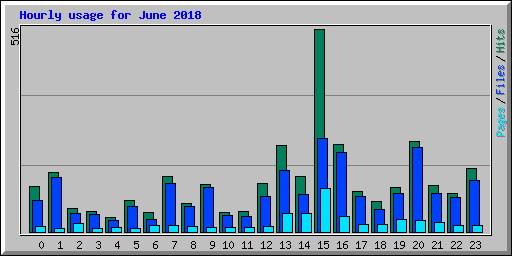 Hourly usage for June 2018
516
Pages/Files/Hits
0 1 2 3 4 5 6 7 8 9 10 11 12 13 14 15 16 17 18 19 20 21 22 23